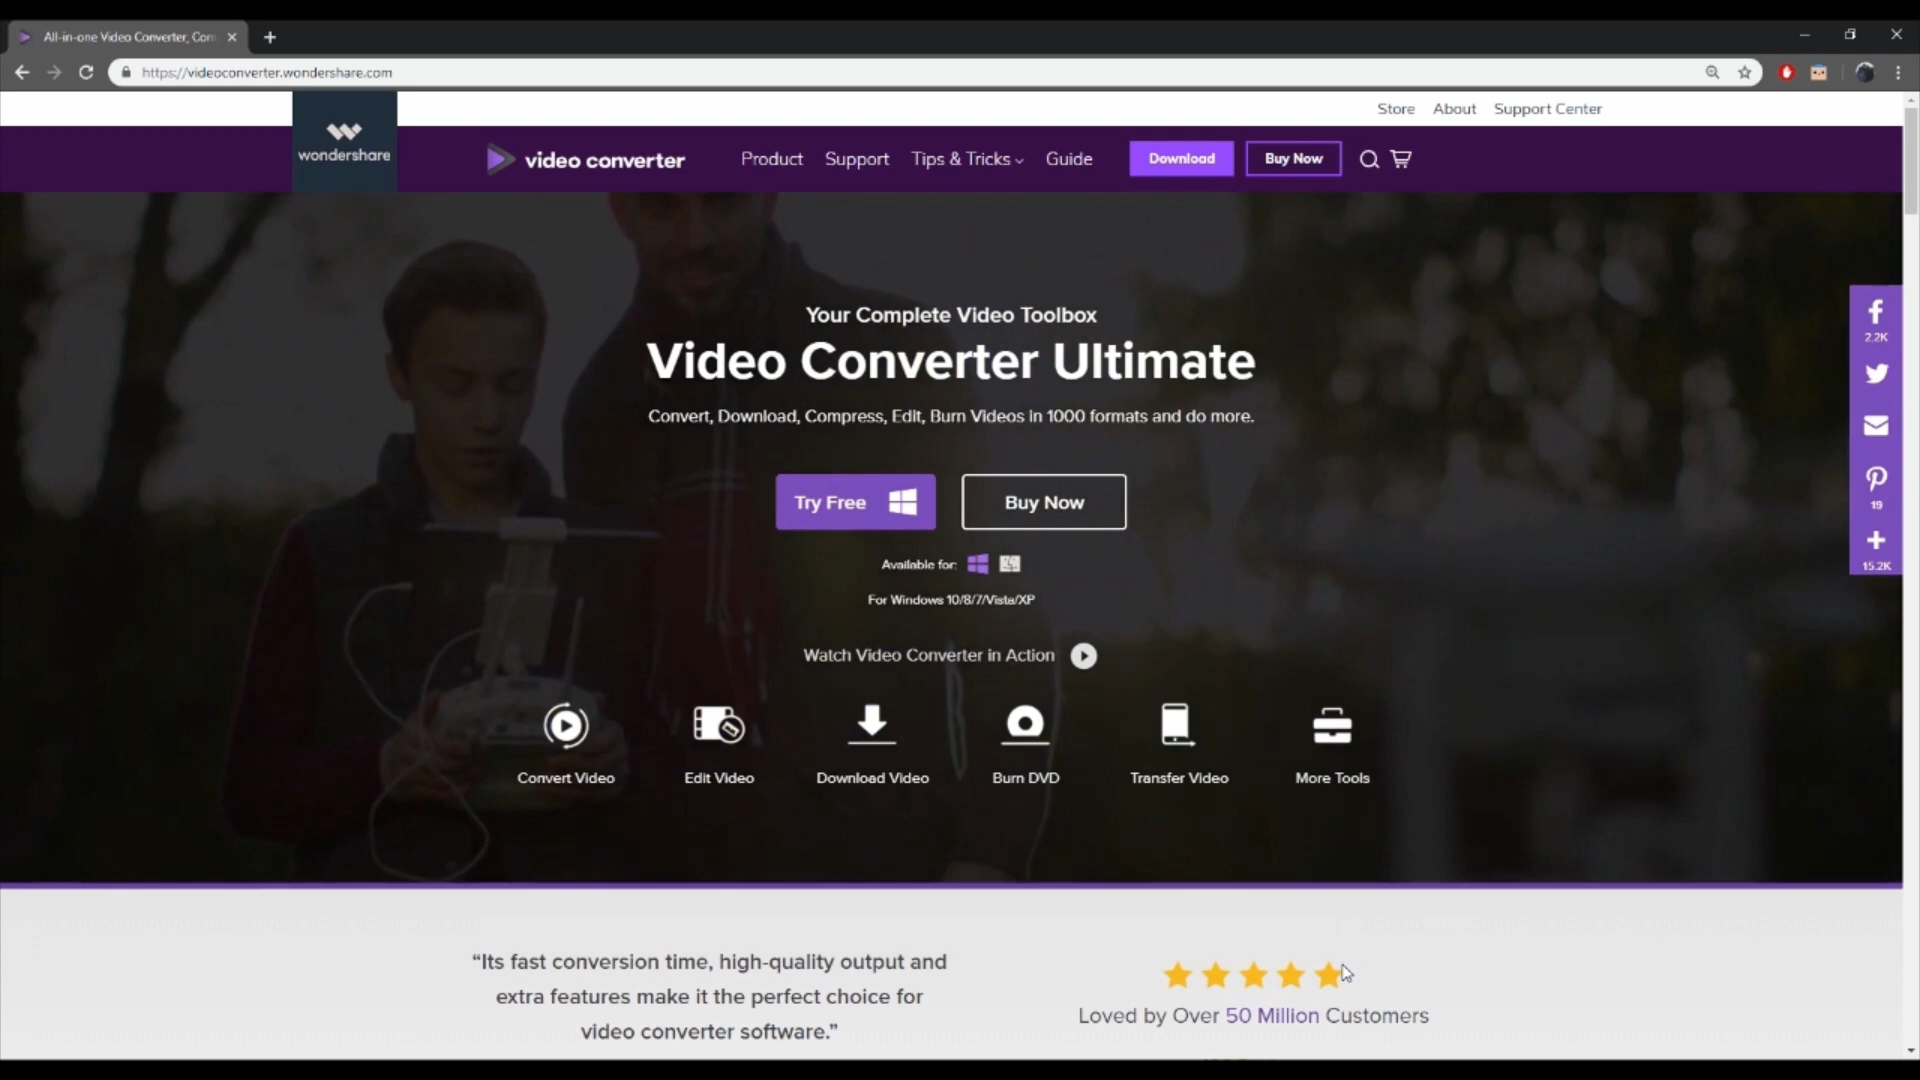 All-in-one Video Converter, Con
https://videoconverter.wondershare.com
Store About Support Center
wondershare
video converter
Product Support Tips & Tricks Guide
Download
Buy Now
Your Complete Video Toolbox
Video Converter Ultimate
Convert, Download, Compress, Edit, Burn Videos in 1000 formats and do more.
Try Free
Buy Now
Available for:
For Windows 10/8/7/Vista/XP
Watch Video Converter in Action
Convert Video
Edit Video
Download Video
Burn DVD
Transfer Video
More Tools
2.2K
19
15.2K
“Its fast conversion time, high-quality output and
extra features make it the perfect choice for
video converter software.”
Loved by Over 50 Million Customers